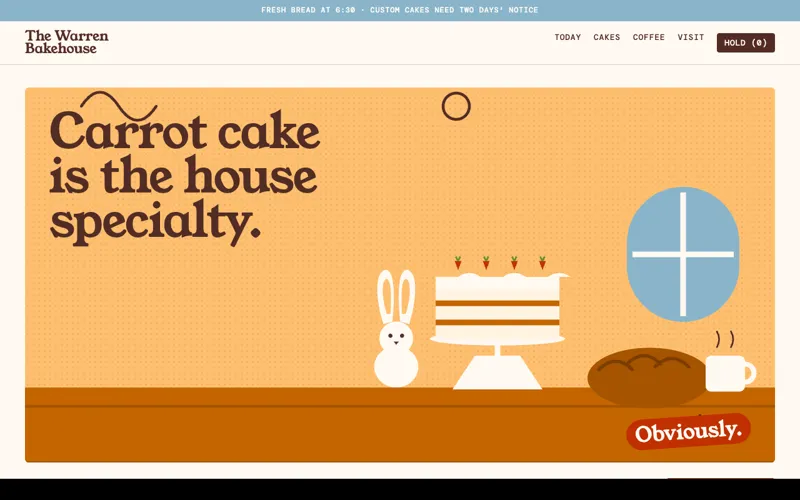 FRESH BREAD AT 6:30 · CUSTOM CAKES NEED TWO DAYS' NOTICE
The Warren
Bakehouse
TODAY CAKES COFFEE VISIT HOLD (0)
Carrot cake
is the house
specialty.
Obviously.